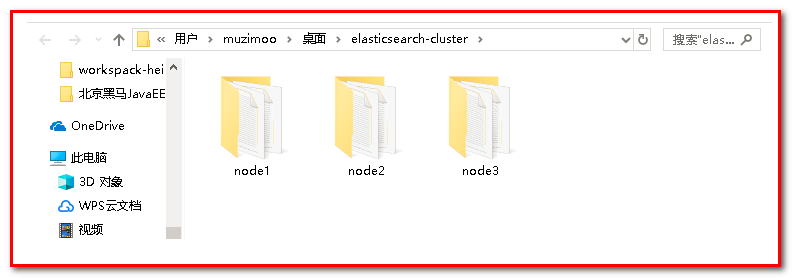 « 用户 › muzimoo › 桌面 › elasticsearch-cluster ›
搜索"elas...
workspack-hei
北京黑马JavaEE
OneDrive
此电脑
3D 对象
WPS云文档
视频
node1
node2
node3